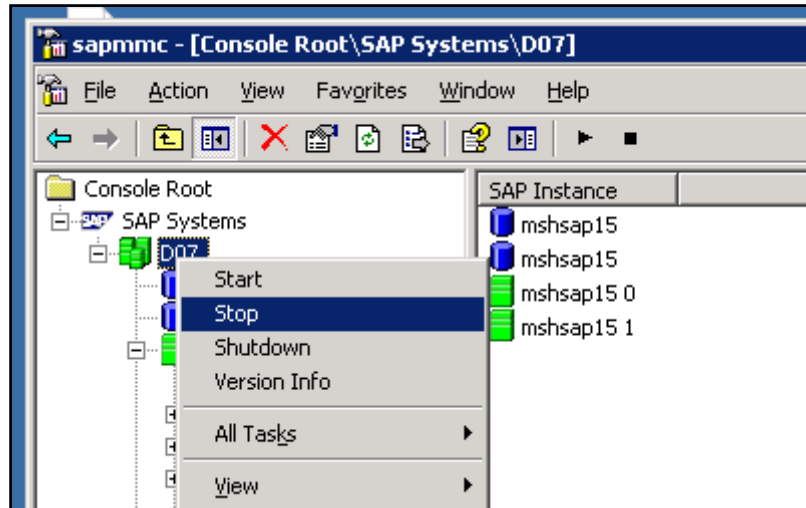 sapmmc - [Console Root\SAP Systems\D07]
File Action View Favorites Window Help
Console Root
SAP Systems
D07
Start
Stop
Shutdown
Version Info
All Tasks
View
SAP Instance
mshsap15
mshsap15
mshsap15 0
mshsap15 1